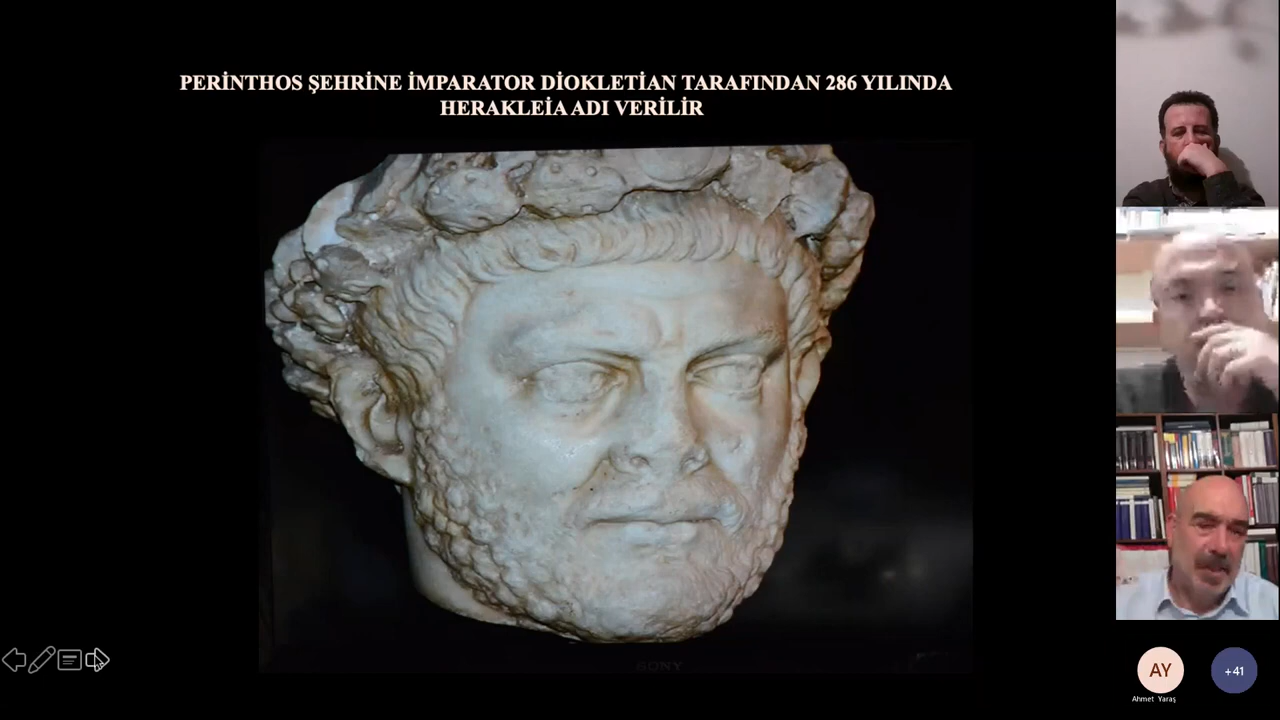 PERİNTHOS ŞEHRİNE İMPARATOR DİOKLETİAN TARAFINDAN 286 YILINDA
HERAKLEİA ADI VERİLİR
SONY
AY
+41
Ahmet Yaraş